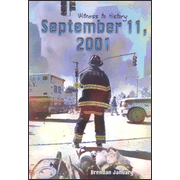 Witness to History
September 11,
2001
Brendan January